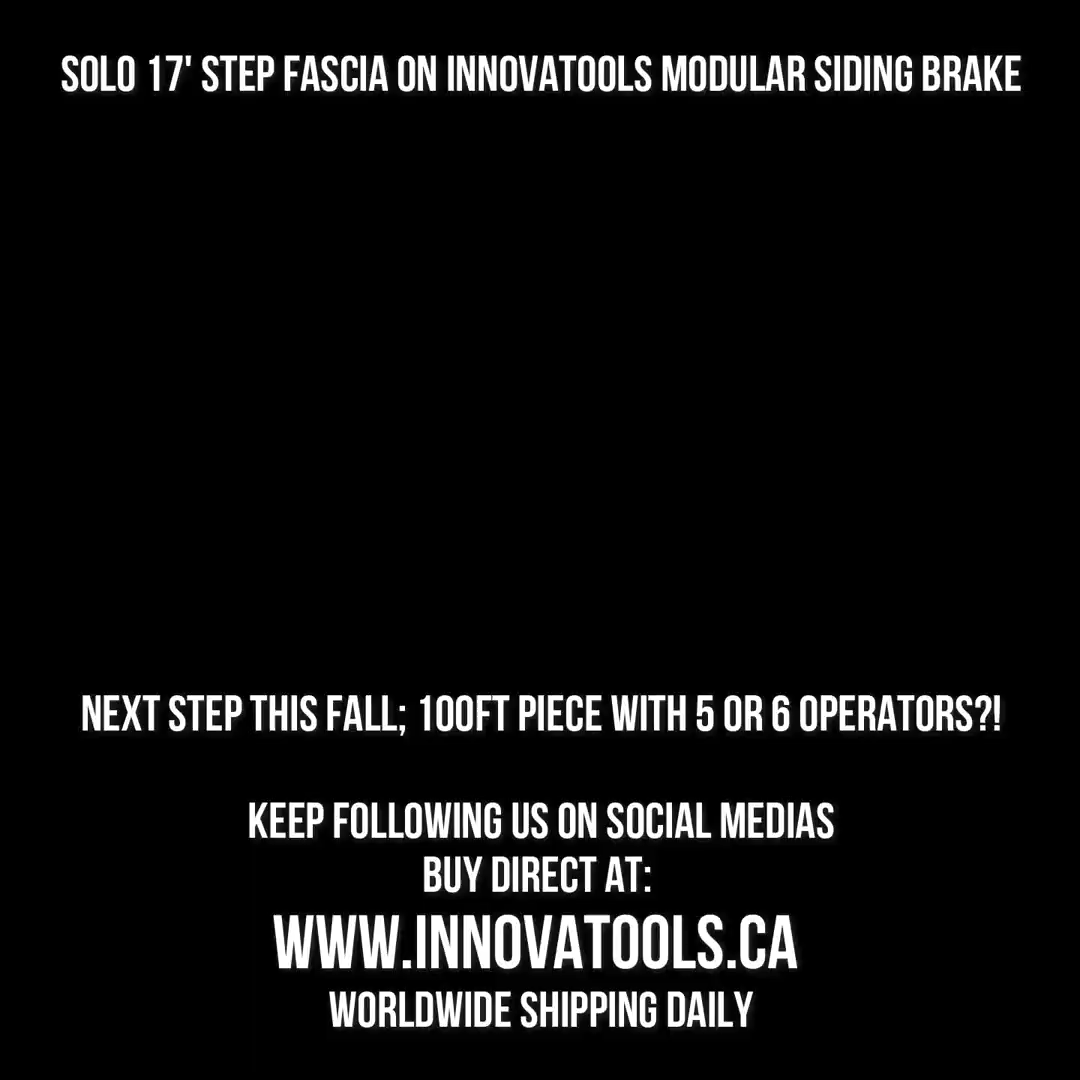 SOLO 17' STEP FASCIA ON INNOVATOOLS MODULAR SIDING BRAKE
NEXT STEP THIS FALL; 100FT PIECE WITH 5 OR 6 OPERATORS?!
KEEP FOLLOWING US ON SOCIAL MEDIAS
BUY DIRECT AT:
WWW.INNOVATOOLS.CA
WORLDWIDE SHIPPING DAILY